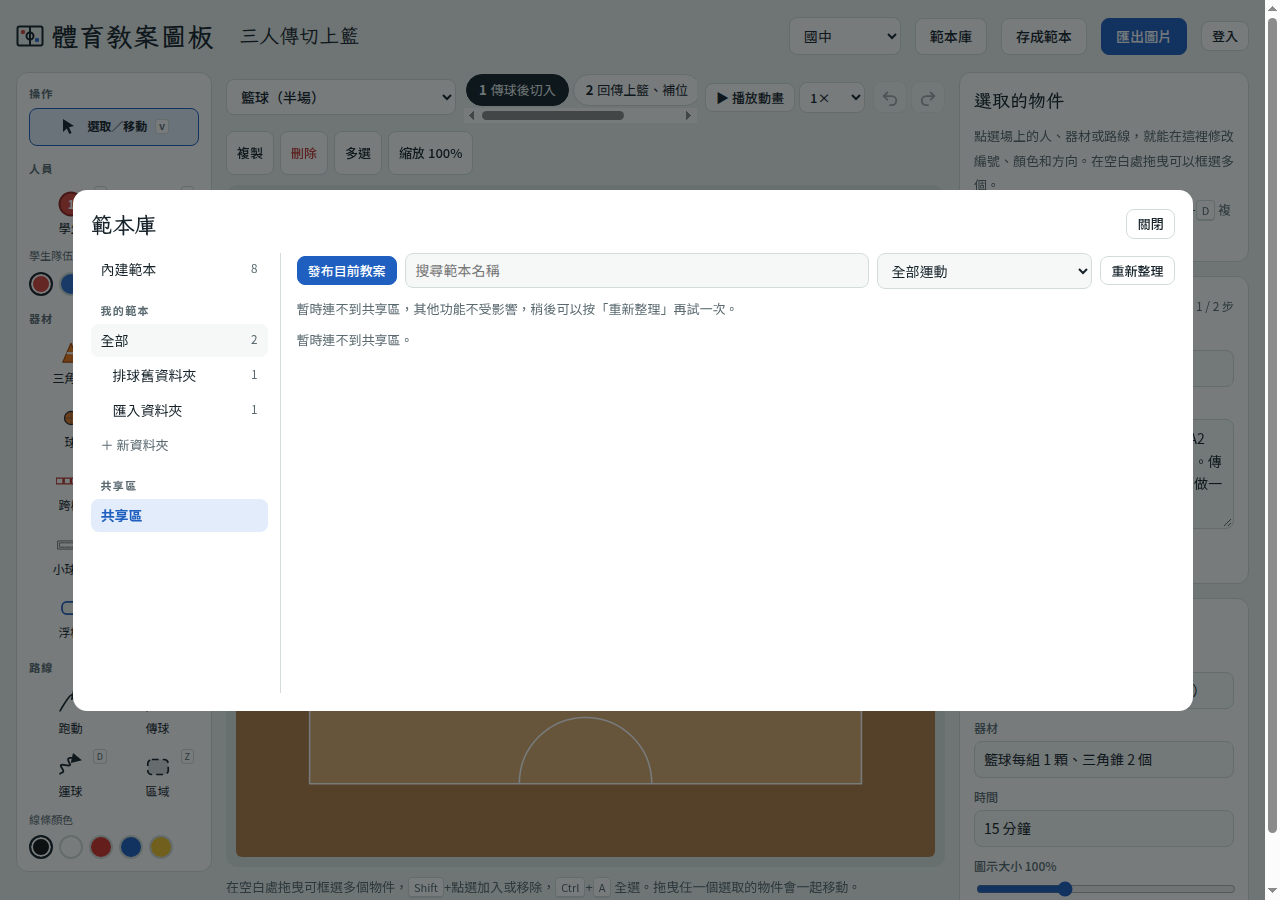 體育教案圖板
三人傳切上籃
國中
範本庫
存成範本
匯出圖片
登入
操作
選取／移動 V
人員
學生隊伍
器材
路線
跑動
傳球
運球 D
區域 Z
線條顏色
籃球（半場）
1 傳球後切入
2 回傳上籃、補位
▶ 播放動畫
1×
複製
刪除
多選
縮放 100%
選取的物件
點選場上的人、器材或路線，就能在這裡修改
編號、顏色和方向。在空白處拖曳可以框選多
個。
D 複
1 / 2 步
A2
。傳
做一
範本庫
關閉
內建範本 8
我的範本
全部 2
排球舊資料夾 1
匯入資料夾 1
＋ 新資料夾
共享區
共享區
發布目前教案
搜尋範本名稱
全部運動
重新整理
暫時連不到共享區，其他功能不受影響，稍後可以按「重新整理」再試一次。
暫時連不到共享區。
器材
籃球每組 1 顆、三角錐 2 個
時間
15 分鐘
圖示大小 100%
在空白處拖曳可框選多個物件，Shift+點選加入或移除，Ctrl+A 全選。拖曳任一個選取的物件會一起移動。